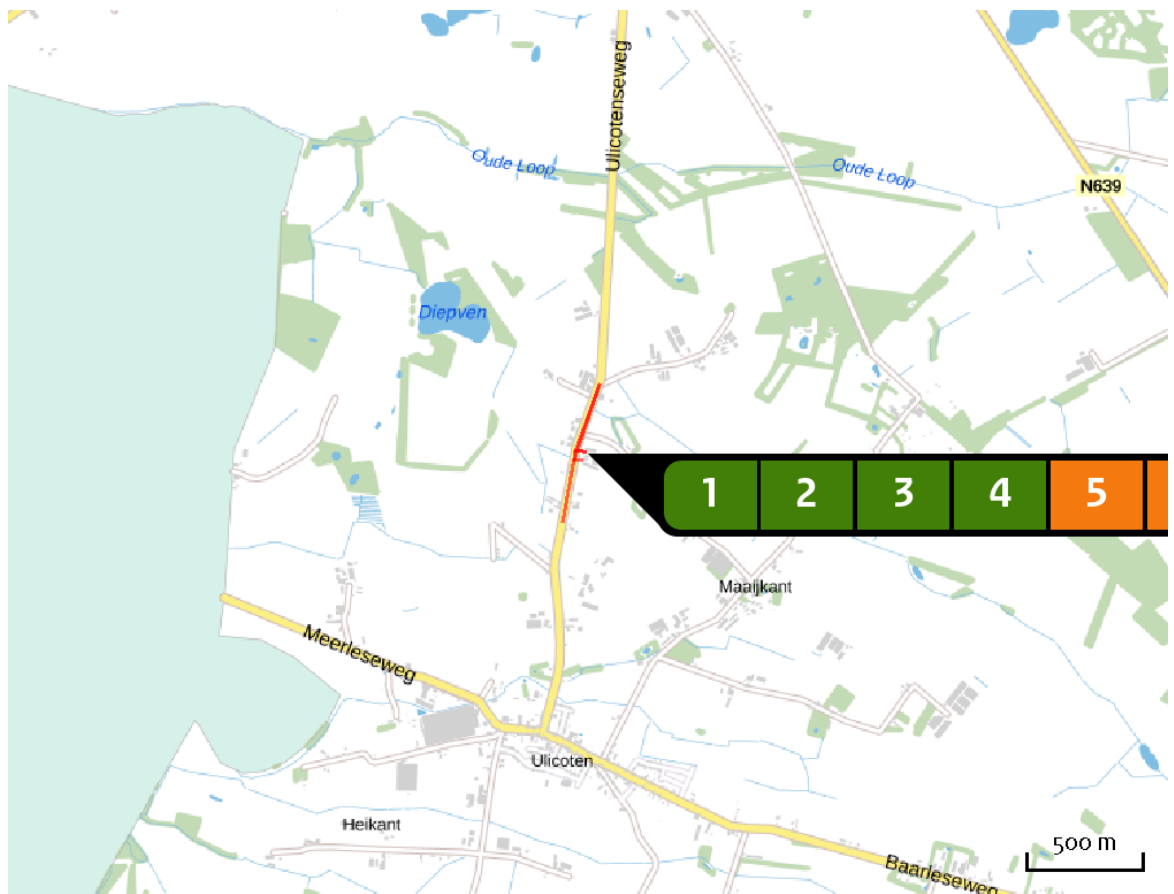 Ulicotenseweg
Oude Loop
Oude Loop
N639
Diepven
1 2 3 4 5
Maaijkant
Meerleseweg
Ulicoten
Heikant
500 m
Baarleseweg